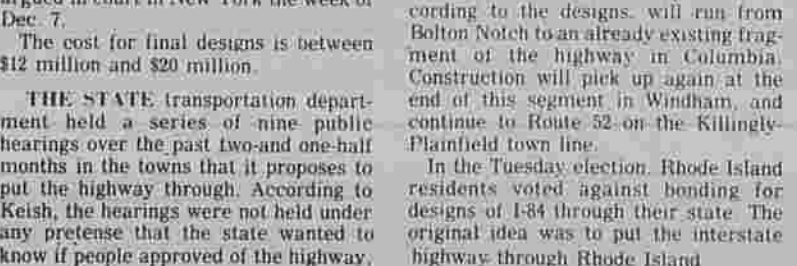 argued in court in New York the week of
Dec. 7.
The cost for final designs is between
$12 million and $20 million.
THE STATE transportation depart-
ment held a series of nine public
hearings over the past two-and one-half
months in the towns that it proposes to
put the highway through. According to
Keish, the hearings were not held under
any pretense that the state wanted to
know if people approved of the highway,
cording to the designs, will run from
Bolton Notch to an already existing frag-
ment of the highway in Columbia.
Construction will pick up again at the
end of this segment in Windham, and
continue to Route 52 on the Killingly-
Plainfield town line.
In the Tuesday election, Rhode Island
residents voted against bonding for
designs of I-84 through their state. The
original idea was to put the interstate
highway through Rhode Island